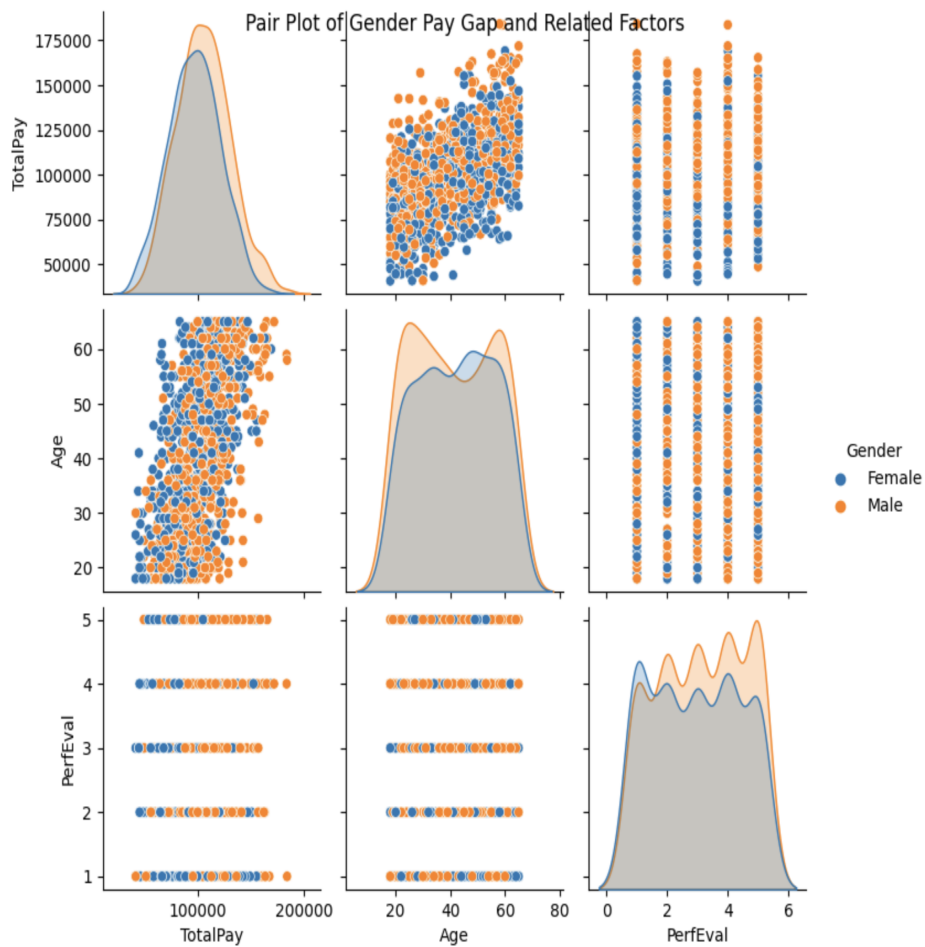 Pair Plot of Gender Pay Gap and Related Factors
175000
150000
125000
100000
75000
50000
TotalPay
60
50
40
30
20
Age
Gender
Female
Male
5
4
3
2
1
PerfEval
100000 200000
TotalPay
20 40 60 80
Age
0 2 4 6
PerfEval